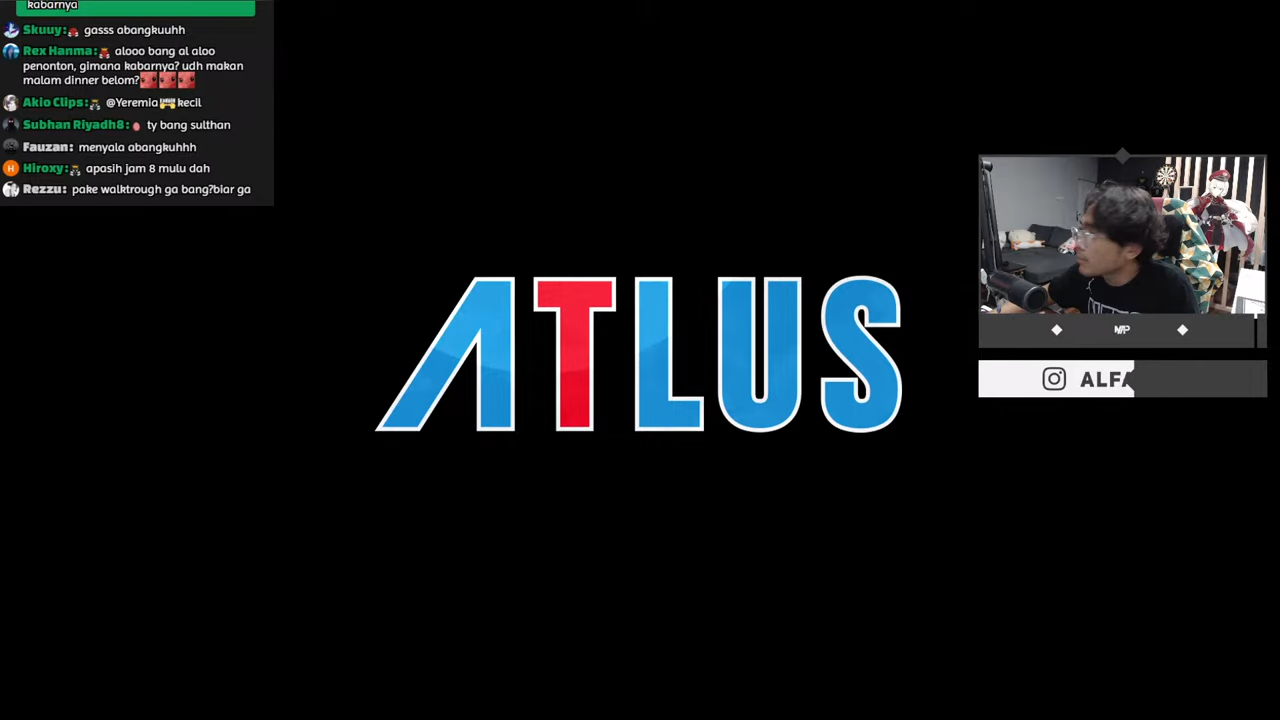 kabarnya
Skuuy: gasss abangkuuhh
Rex Hanma: alooo bang al aloo
penonton, gimana kabarnya? udh makan
malam dinner belom?
Akio Clips: @Yeremia kecil
Subhan Riyadh8: ty bang sulthan
Fauzan: menyala abangkuhhh
Hiroxy: apasih jam 8 mulu dah
Rezzu: pake walktrough ga bang?biar ga
ATLUS
ALFA